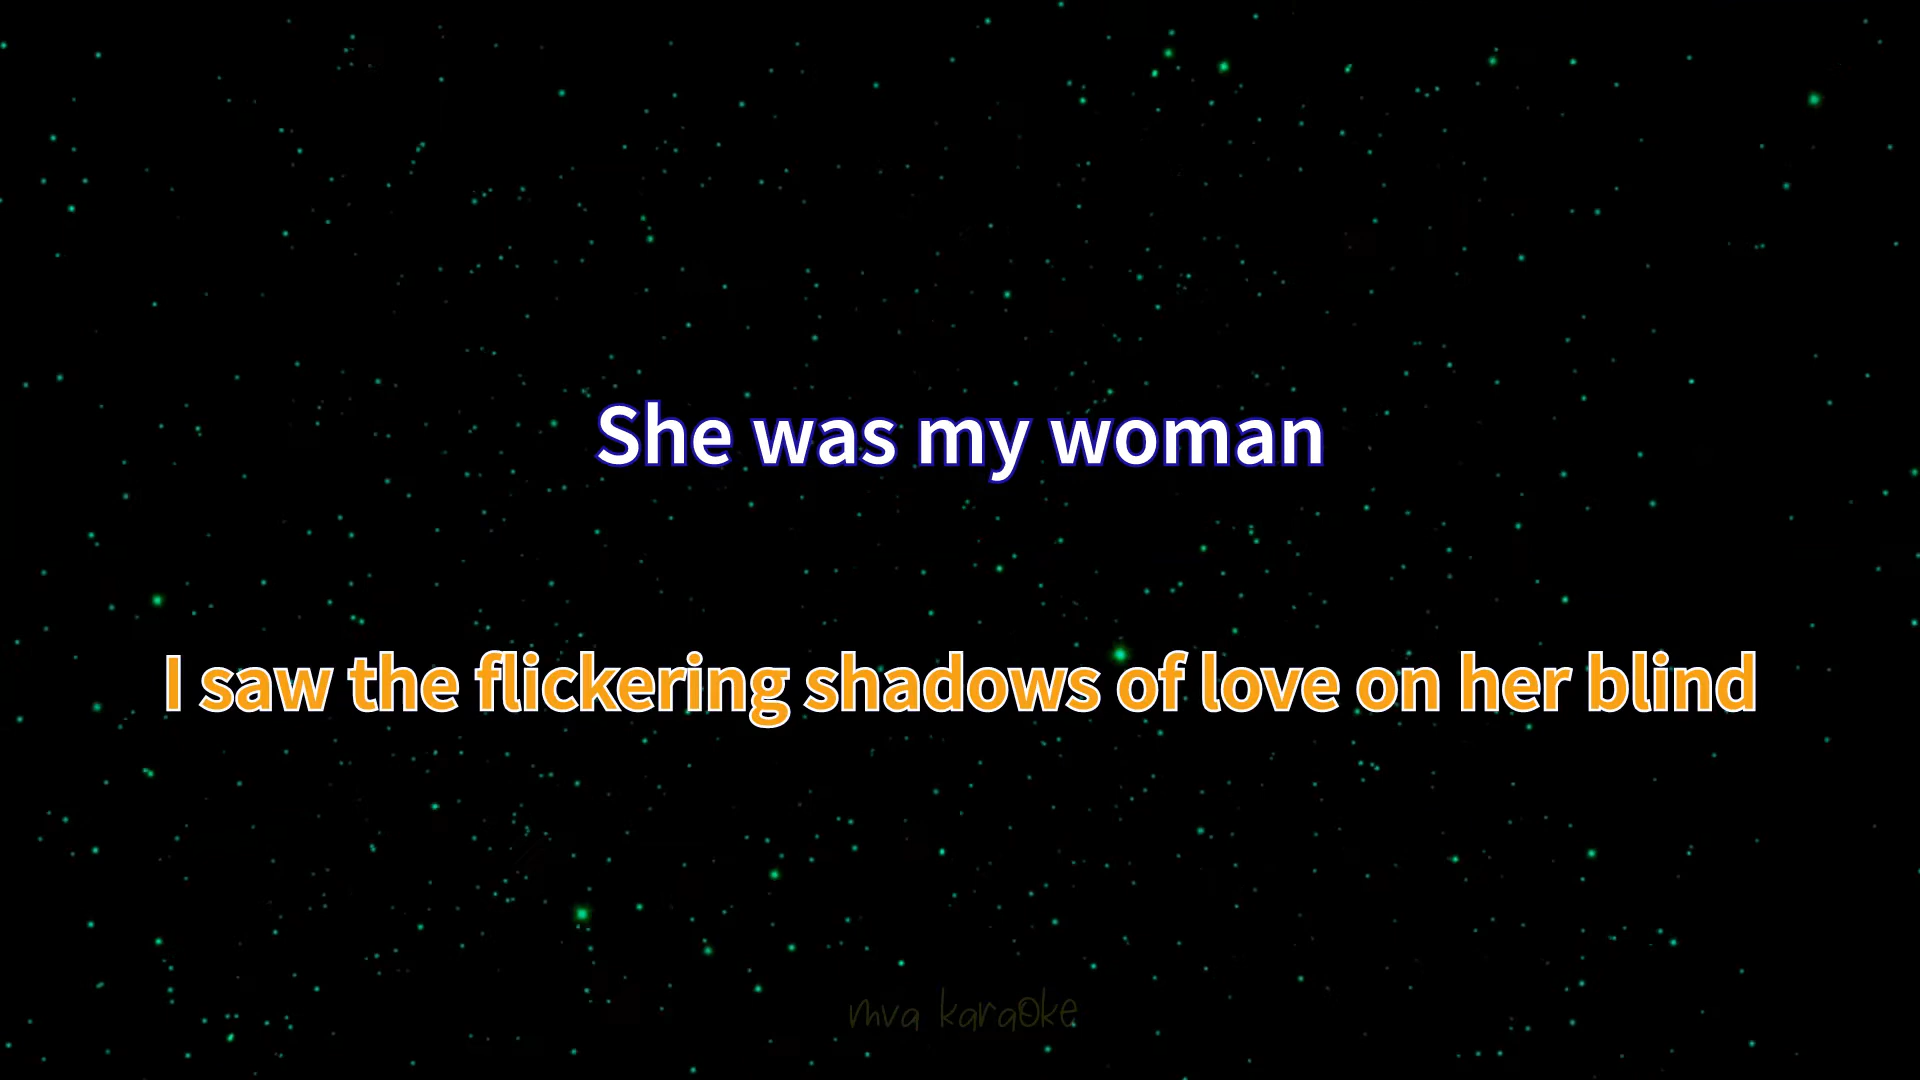 She was my woman
I saw the flickering shadows of love on her blind
mva karaoke